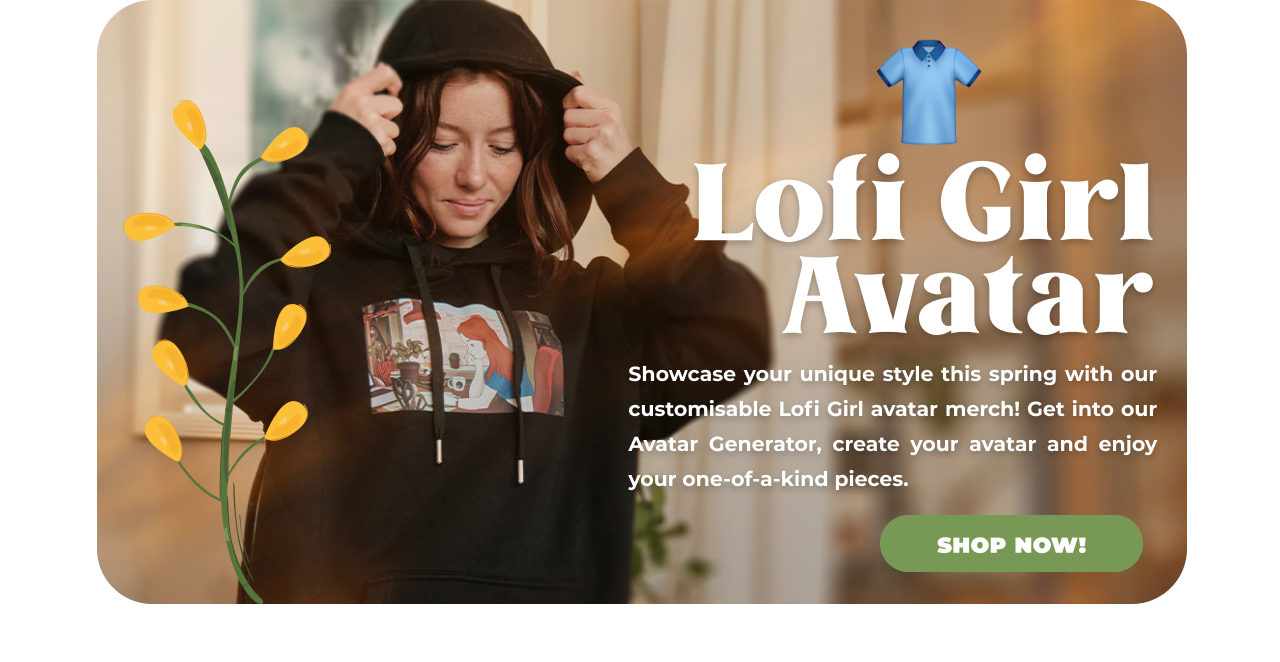 Lofi Girl
Avatar
Showcase your unique style this spring with our
customisable Lofi Girl avatar merch! Get into our
Avatar Generator, create your avatar and enjoy
your one-of-a-kind pieces.
SHOP NOW!